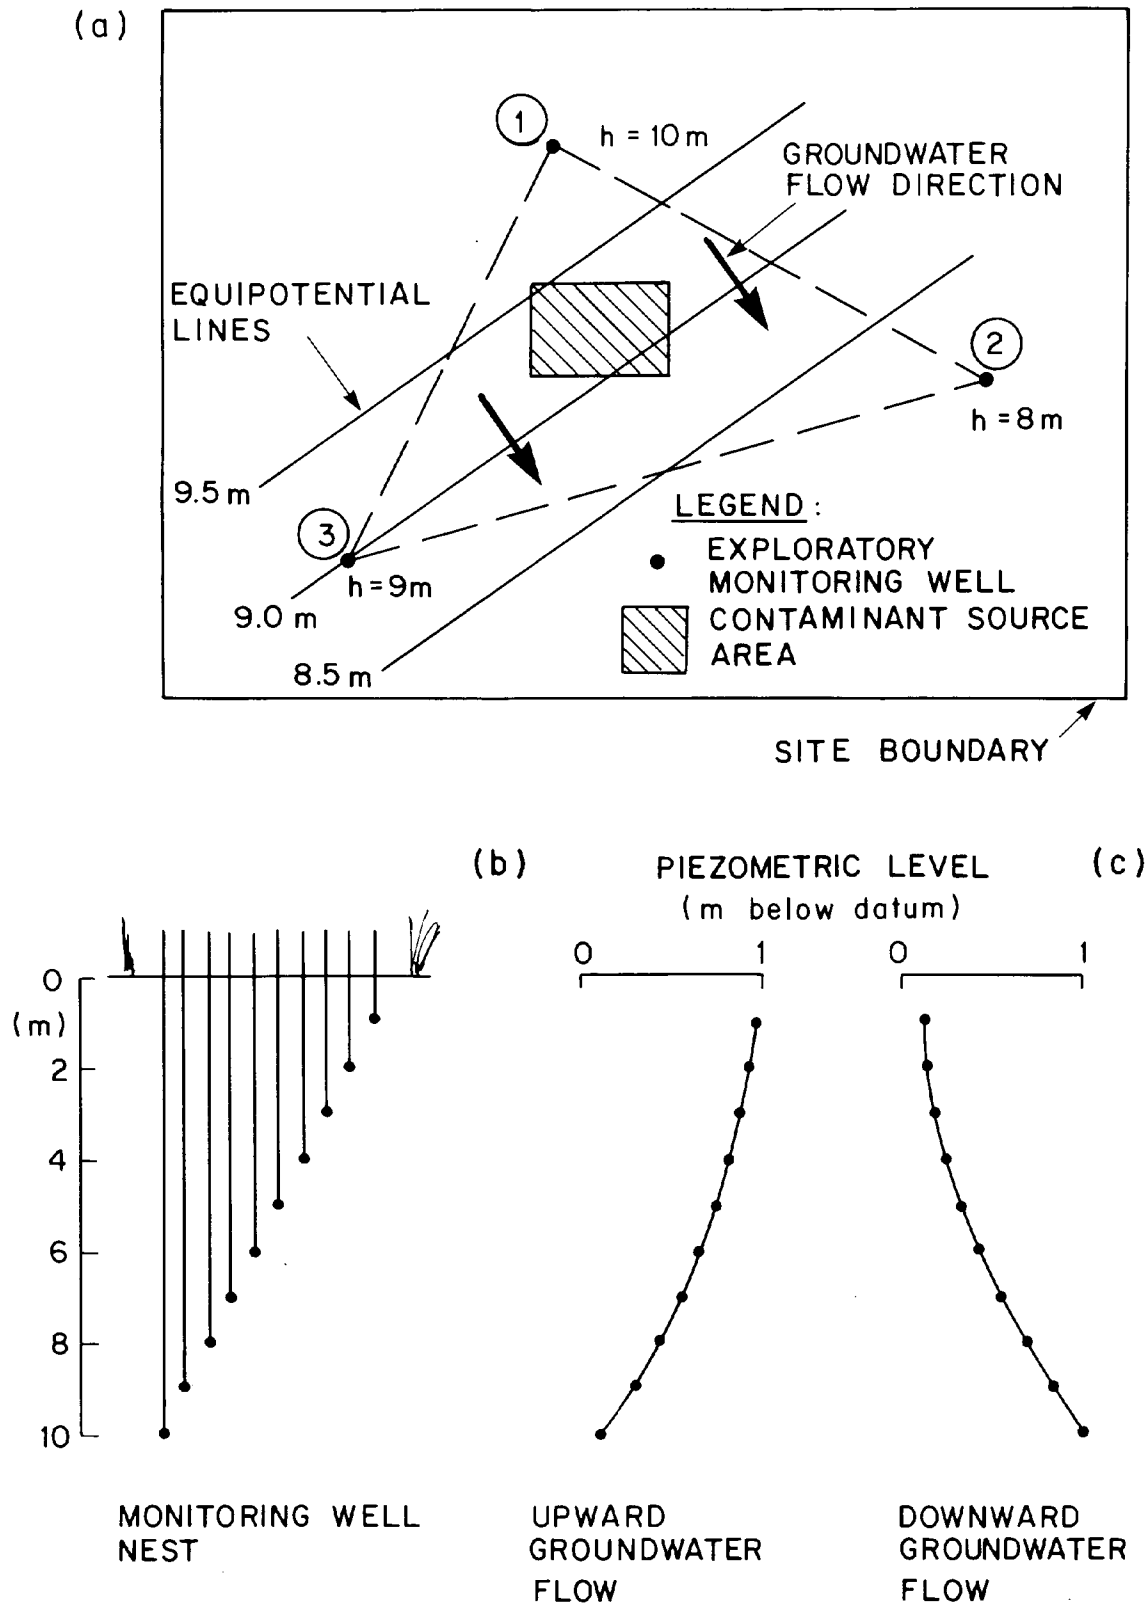 (a)
1
h = 10 m
GROUNDWATER
FLOW DIRECTION
EQUIPOTENTIAL
LINES
2
h = 8 m
9.5 m
3
h = 9 m
9.0 m
8.5 m
LEGEND :
EXPLORATORY
MONITORING WELL
CONTAMINANT SOURCE
AREA
SITE BOUNDARY
(b)
PIEZOMETRIC LEVEL
(c)
(m below datum)
0 1 0 1
0
(m)
2
4
6
8
10
MONITORING WELL
NEST
UPWARD
GROUNDWATER
FLOW
DOWNWARD
GROUNDWATER
FLOW